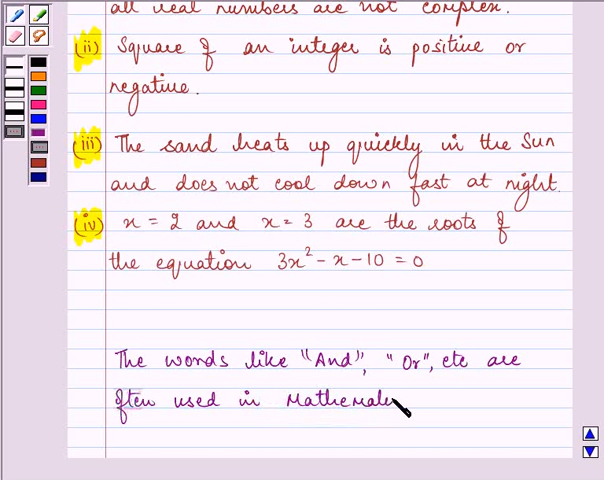 all real numbers are not complex.
(ii) Square of an integer is positive or
negative.
(iii) The sand heats up quickly in the Sun
and does not cool down fast at night.
(iv) x = 2 and x = 3 are the roots of
the equation 3x² - x - 10 = 0
The words like "And", "Or", etc are
often used in Mathemate